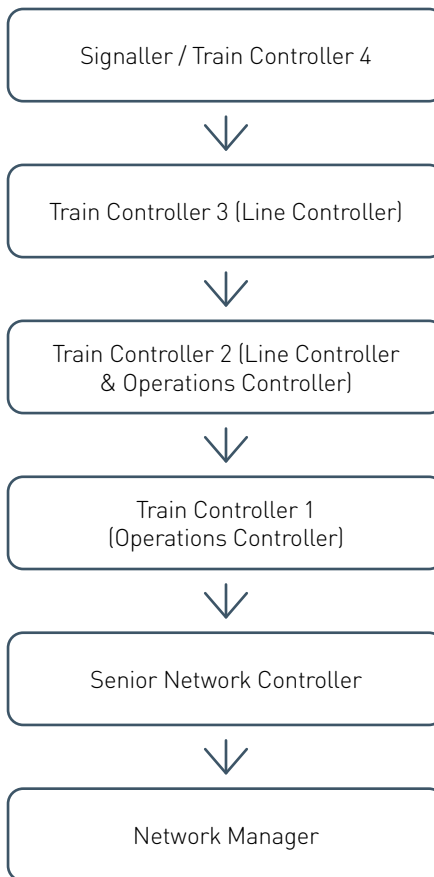 Signaller / Train Controller 4
Train Controller 3 (Line Controller)
Train Controller 2 (Line Controller
& Operations Controller)
Train Controller 1
(Operations Controller)
Senior Network Controller
Network Manager